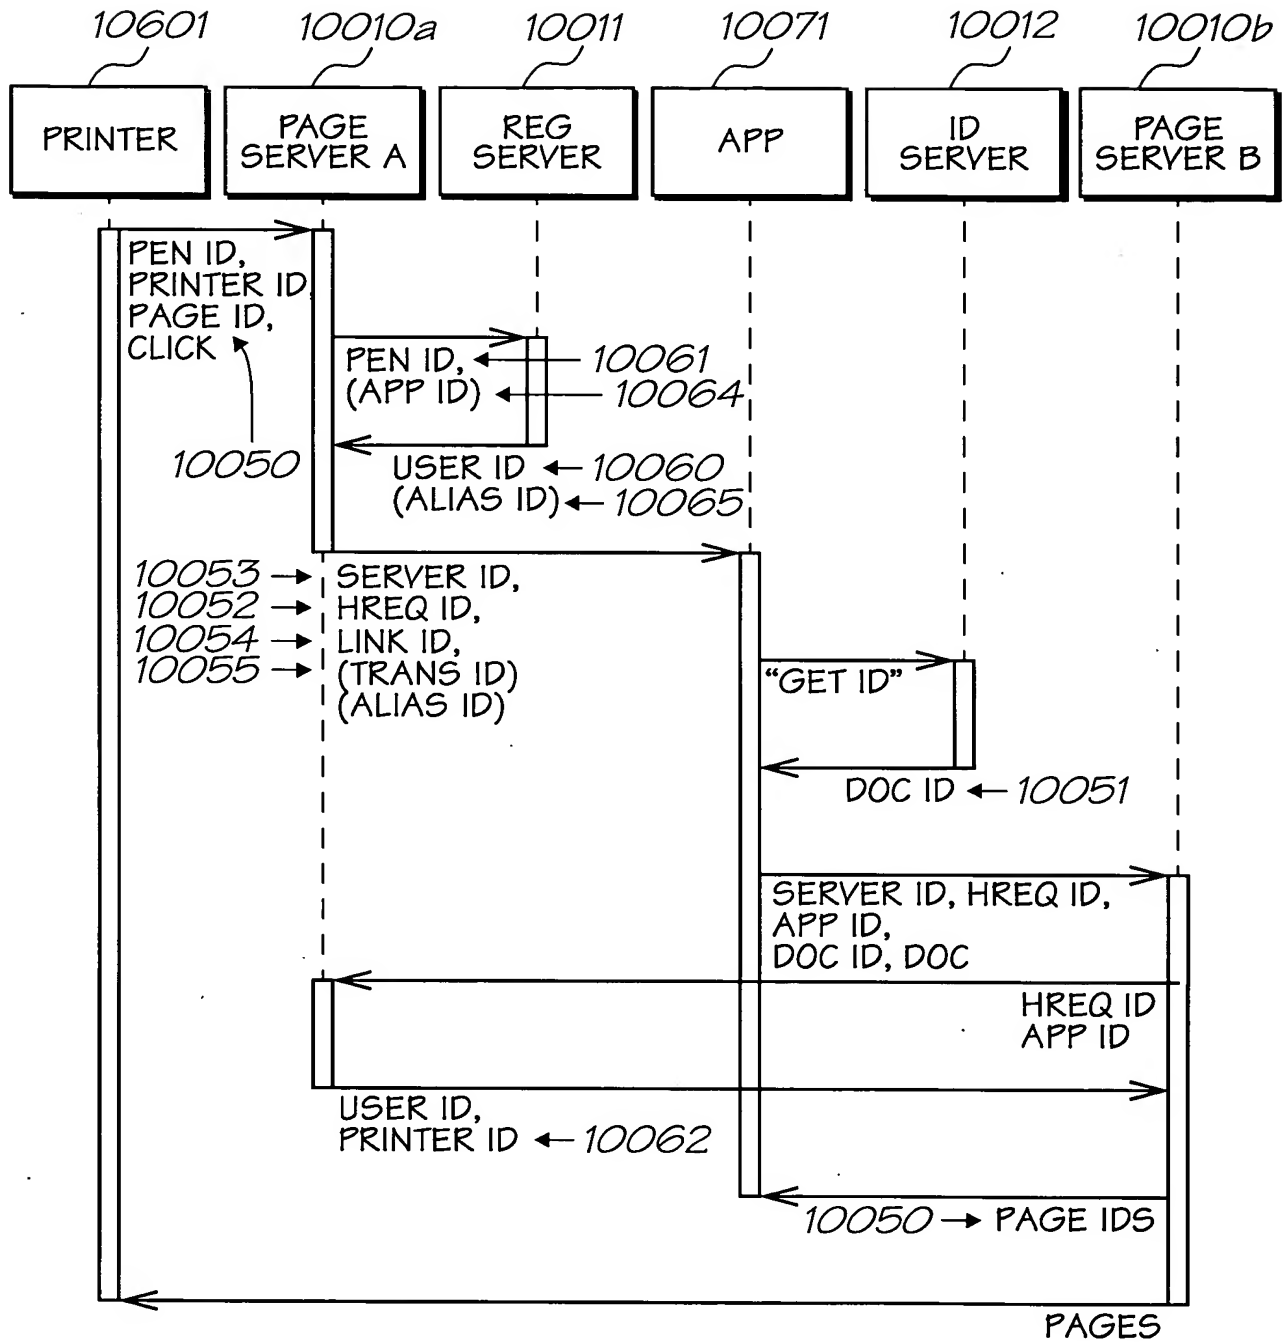 10601
10010a
10011
10071
10012
10010b
PRINTER
PAGE
SERVER A
REG
SERVER
APP
ID
SERVER
PAGE
SERVER B
PEN ID,
PRINTER ID
PAGE ID,
CLICK
10050
PEN ID,
10061
(APP ID)
10064
USER ID
10060
(ALIAS ID)
10065
10053
SERVER ID,
10052
HREQ ID,
10054
LINK ID,
10055
(TRANS ID)
(ALIAS ID)
"GET ID"
DOC ID
10051
SERVER ID, HREQ ID,
APP ID,
DOC ID, DOC
HREQ ID
APP ID
USER ID,
PRINTER ID
10062
10050
PAGE IDS
PAGES